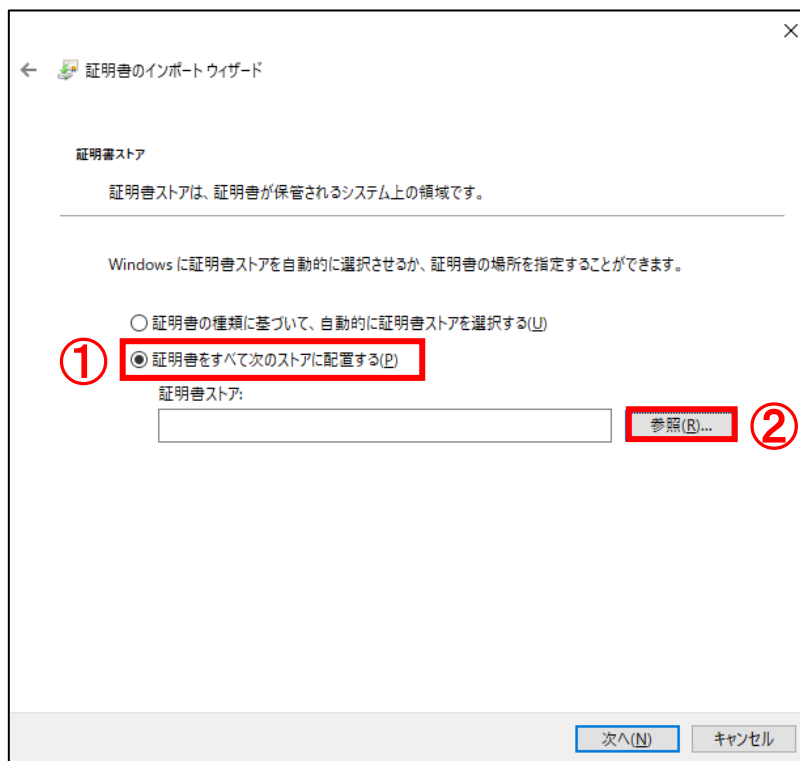 証明書のインポート ウィザード
証明書ストア
証明書ストアは、証明書が保管されるシステム上の領域です。
Windows に証明書ストアを自動的に選択させるか、証明書の場所を指定することができます。
証明書の種類に基づいて、自動的に証明書ストアを選択する(U)
① 証明書をすべて次のストアに配置する(P)
証明書ストア:
参照(R)... ②
次へ(N) キャンセル